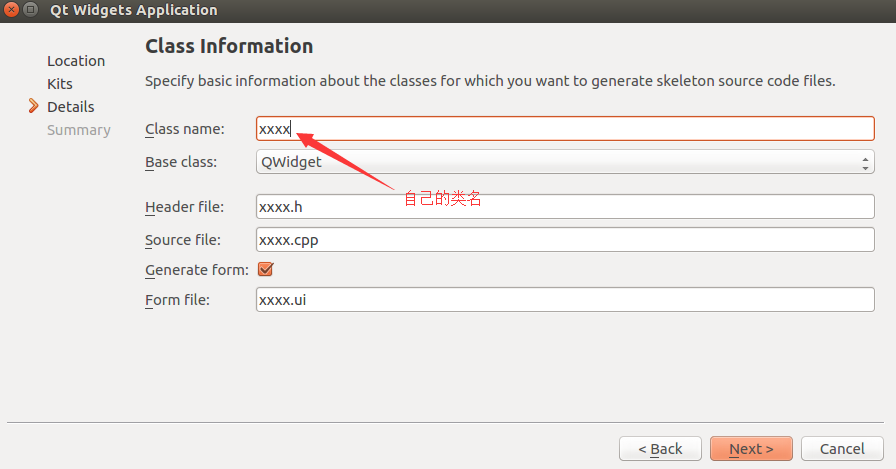 Qt Widgets Application
Location
Kits
Details
Summary
Class Information
Specify basic information about the classes for which you want to generate skeleton source code files.
Class name: xxxx
Base class: QWidget
自己的类名
Header file: xxxx.h
Source file: xxxx.cpp
Generate form:
Form file: xxxx.ui
< Back Next > Cancel